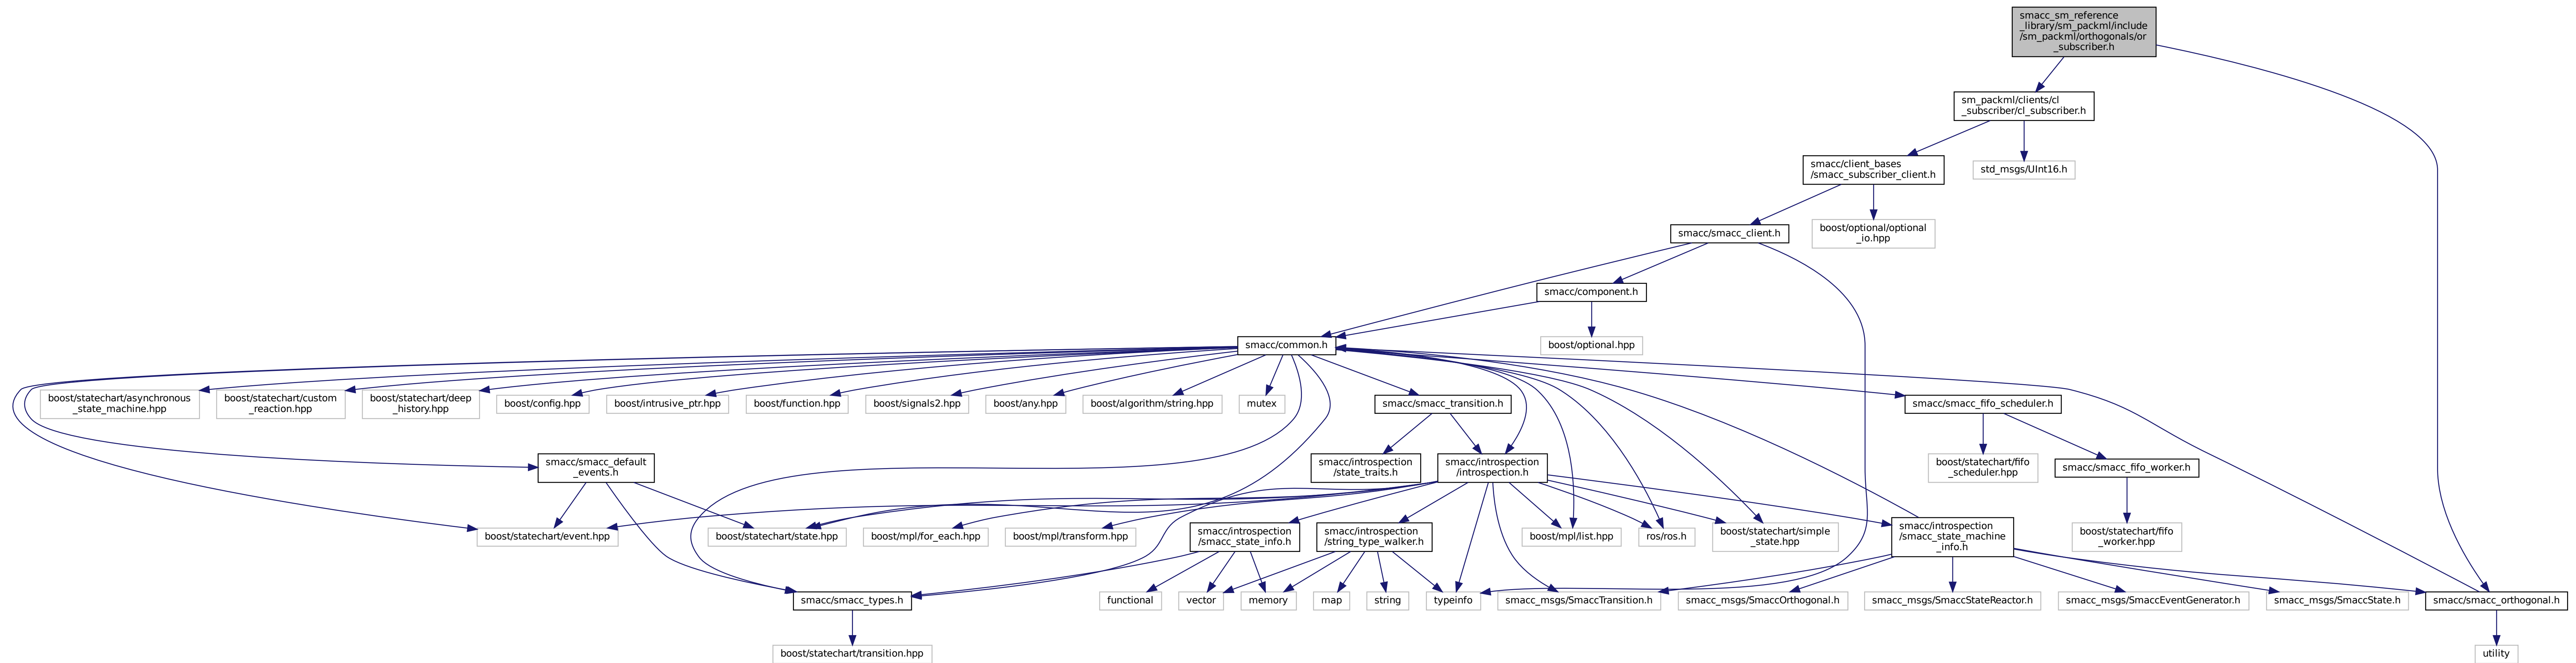 smacc_sm_reference
_library/sm_packml/include
/sm_packml/orthogonals/or
_subscriber.h
sm_packml/clients/cl
_subscriber/cl_subscriber.h
smacc/client_bases
/smacc_subscriber_client.h
std_msgs/UInt16.h
smacc/smacc_client.h
boost/optional/optional
_io.hpp
smacc/component.h
smacc/common.h
boost/optional.hpp
boost/statechart/asynchronous
_state_machine.hpp
boost/statechart/custom
_reaction.hpp
boost/statechart/deep
_history.hpp
boost/config.hpp
boost/intrusive_ptr.hpp
boost/function.hpp
boost/signals2.hpp
boost/any.hpp
boost/algorithm/string.hpp
mutex
smacc/smacc_transition.h
smacc/smacc_fifo_scheduler.h
smacc/smacc_default
_events.h
smacc/introspection
/state_traits.h
smacc/introspection
/introspection.h
boost/statechart/fifo
_scheduler.hpp
smacc/smacc_fifo_worker.h
boost/statechart/event.hpp
boost/statechart/state.hpp
boost/mpl/for_each.hpp
boost/mpl/transform.hpp
smacc/introspection
/smacc_state_info.h
smacc/introspection
/string_type_walker.h
boost/mpl/list.hpp
ros/ros.h
boost/statechart/simple
_state.hpp
smacc/introspection
/smacc_state_machine
_info.h
boost/statechart/fifo
_worker.hpp
smacc/smacc_types.h
functional
vector
memory
map
string
typeinfo
smacc_msgs/SmaccTransition.h
smacc_msgs/SmaccOrthogonal.h
smacc_msgs/SmaccStateReactor.h
smacc_msgs/SmaccEventGenerator.h
smacc_msgs/SmaccState.h
smacc/smacc_orthogonal.h
boost/statechart/transition.hpp
utility